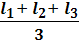 l₁ + l₂ + l₃
3